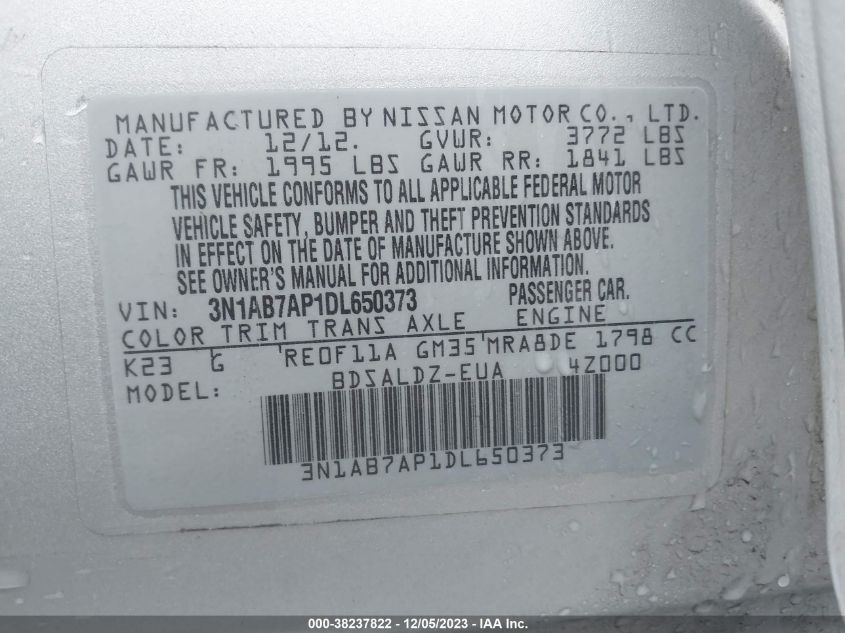 MANUFACTURED BY NISSAN MOTOR CO., LTD.
DATE: 12/12. GVWR: 3772 LBS
GAWR FR: 1995 LBS GAWR RR: 1841 LBS
THIS VEHICLE CONFORMS TO ALL APPLICABLE FEDERAL MOTOR
VEHICLE SAFETY, BUMPER AND THEFT PREVENTION STANDARDS
IN EFFECT ON THE DATE OF MANUFACTURE SHOWN ABOVE.
SEE OWNER'S MANUAL FOR ADDITIONAL INFORMATION.
VIN: 3N1AB7AP1DL650373 PASSENGER CAR.
COLOR TRIM TRANS AXLE ENGINE
K23 G RE0F11A GM35 MRA8DE 1798 CC
MODEL: BDSALDZ-EUA 4Z000
3N1AB7AP1DL650373
000-38237822 - 12/05/2023 - IAA Inc.